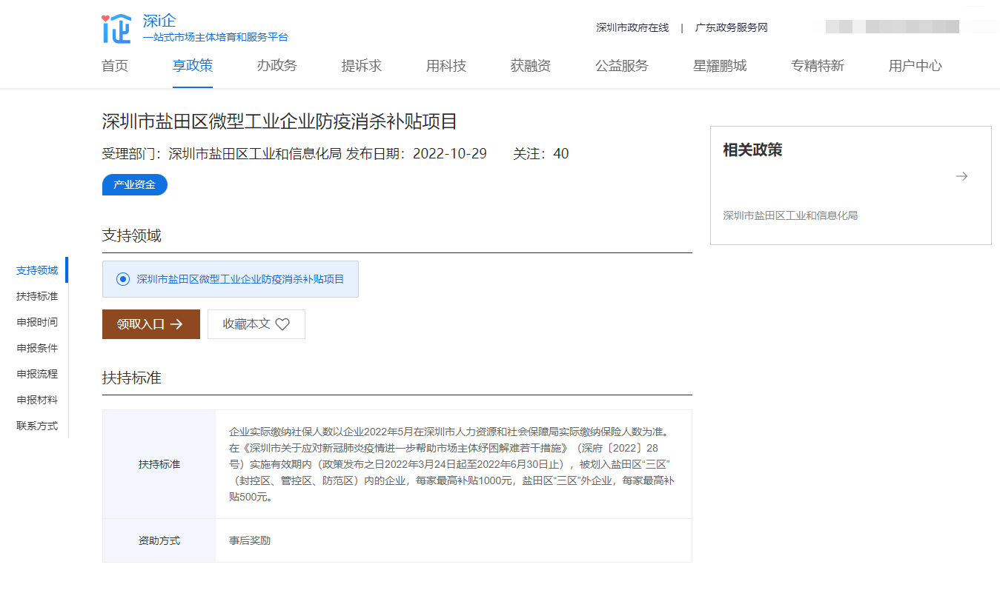 深i企
一站式市场主体培育和服务平台
深圳市政府在线 | 广东政务服务网
首页 享政策 办政务 提诉求 用科技 获融资 公益服务 星耀鹏城 专精特新 用户中心
深圳市盐田区微型工业企业防疫消杀补贴项目
受理部门：深圳市盐田区工业和信息化局 发布日期：2022-10-29 关注：40
产业资金
相关政策
深圳市盐田区工业和信息化局
支持领域
扶持标准
申报时间
申报条件
申报流程
申报材料
联系方式
支持领域
深圳市盐田区微型工业企业防疫消杀补贴项目
领取入口 收藏本文
扶持标准
扶持标准
企业实际缴纳社保人数以企业2022年5月在深圳市人力资源和社会保障局实际缴纳保险人数为准。
在《深圳市关于应对新冠肺炎疫情进一步帮助市场主体纾困解难若干措施》（深府〔2022〕28
号）实施有效期内（政策发布之日2022年3月24日起至2022年6月30日止），被划入盐田区“三区”
（封控区、管控区、防范区）内的企业，每家最高补贴1000元，盐田区“三区”外企业，每家最高补
贴500元。
资助方式
事后奖励